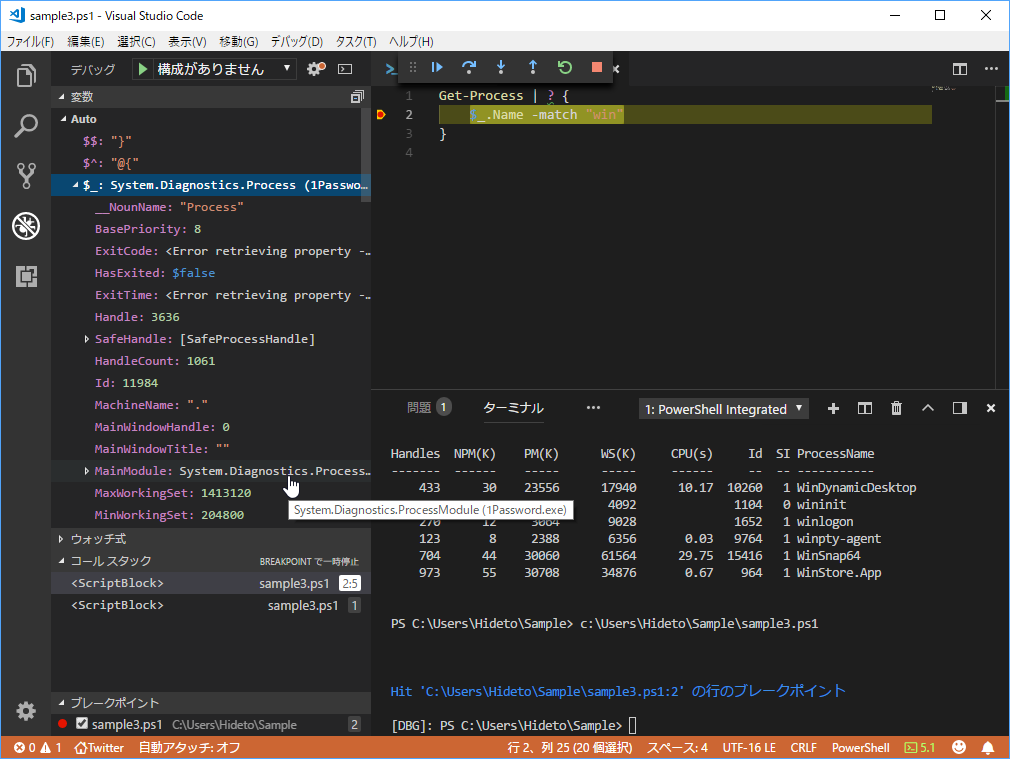 sample3.ps1 - Visual Studio Code
ファイル(F) 編集(E) 選択(C) 表示(V) 移動(G) デバッグ(D) タスク(T) ヘルプ(H)
デバッグ 構成がありません
変数
Auto
$$: "}"
$^: "@{"
$_: System.Diagnostics.Process (1Passwo…
__NounName: "Process"
BasePriority: 8
ExitCode: <Error retrieving property -…
HasExited: $false
ExitTime: <Error retrieving property -…
Handle: 3636
SafeHandle: [SafeProcessHandle]
HandleCount: 1061
Id: 11984
MachineName: "."
MainWindowHandle: 0
MainWindowTitle: ""
MainModule: System.Diagnostics.Process…
MaxWorkingSet: 1413120
MinWorkingSet: 204800
System.Diagnostics.ProcessModule (1Password.exe)
ウォッチ式
コール スタック BREAKPOINT で一時停止
<ScriptBlock> sample3.ps1 2:5
<ScriptBlock> sample3.ps1 1
ブレークポイント
sample3.ps1 C:\Users\Hideto\Sample 2
1 Get-Process | ? {
2 $_.Name -match "win"
3 }
4
問題 1 ターミナル ··· 1: PowerShell Integrated
Handles NPM(K) PM(K) WS(K) CPU(s) Id SI ProcessName
------- ------ ----- ----- ------ -- -- -----------
433 30 23556 17940 10.17 10260 1 WinDynamicDesktop
4092 1104 0 wininit
270 12 3064 9028 1652 1 winlogon
123 8 2388 6356 0.03 9764 1 winpty-agent
704 44 30060 61564 29.75 15416 1 WinSnap64
973 55 30708 34876 0.67 964 1 WinStore.App
PS C:\Users\Hideto\Sample> c:\Users\Hideto\Sample\sample3.ps1
Hit 'C:\Users\Hideto\Sample\sample3.ps1:2' の行のブレークポイント
[DBG]: PS C:\Users\Hideto\Sample>
0 1 Twitter 自動アタッチ: オフ 行 2、列 25 (20 個選択) スペース: 4 UTF-16 LE CRLF PowerShell 5.1